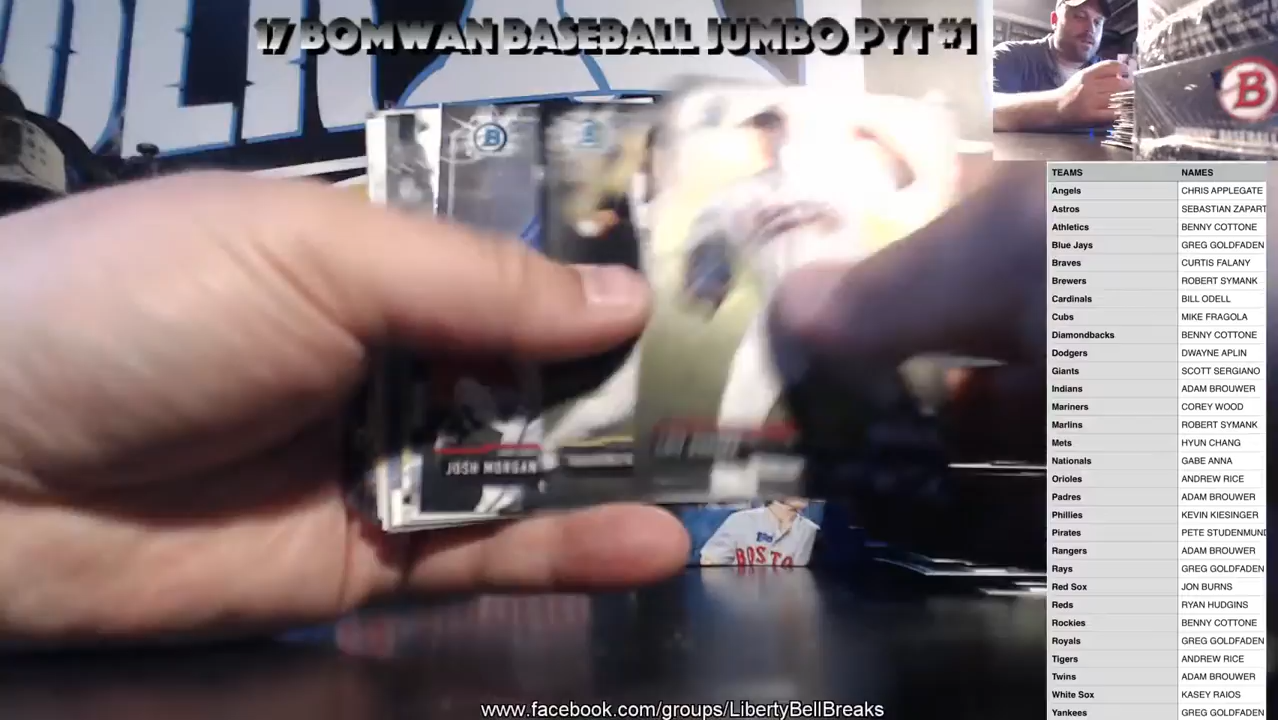 17 BOMWAN BASEBALL JUMBO PYT #1
B
B
JOSH MORGAN
BOSTO
TEAMS NAMES
Angels CHRIS APPLEGATE
Astros SEBASTIAN ZAPART
Athletics BENNY COTTONE
Blue Jays GREG GOLDFADEN
Braves CURTIS FALANY
Brewers ROBERT SYMANK
Cardinals BILL ODELL
Cubs MIKE FRAGOLA
Diamondbacks BENNY COTTONE
Dodgers DWAYNE APLIN
Giants SCOTT SERGIANO
Indians ADAM BROUWER
Mariners COREY WOOD
Marlins ROBERT SYMANK
Mets HYUN CHANG
Nationals GABE ANNA
Orioles ANDREW RICE
Padres ADAM BROUWER
Phillies KEVIN KIESINGER
Pirates PETE STUDENMUND
Rangers ADAM BROUWER
Rays GREG GOLDFADEN
Red Sox JON BURNS
Reds RYAN HUDGINS
Rockies BENNY COTTONE
Royals GREG GOLDFADEN
Tigers ANDREW RICE
Twins ADAM BROUWER
White Sox KASEY RAIOS
Yankees GREG GOLDFADEN
www.facebook.com/groups/LibertyBellBreaks